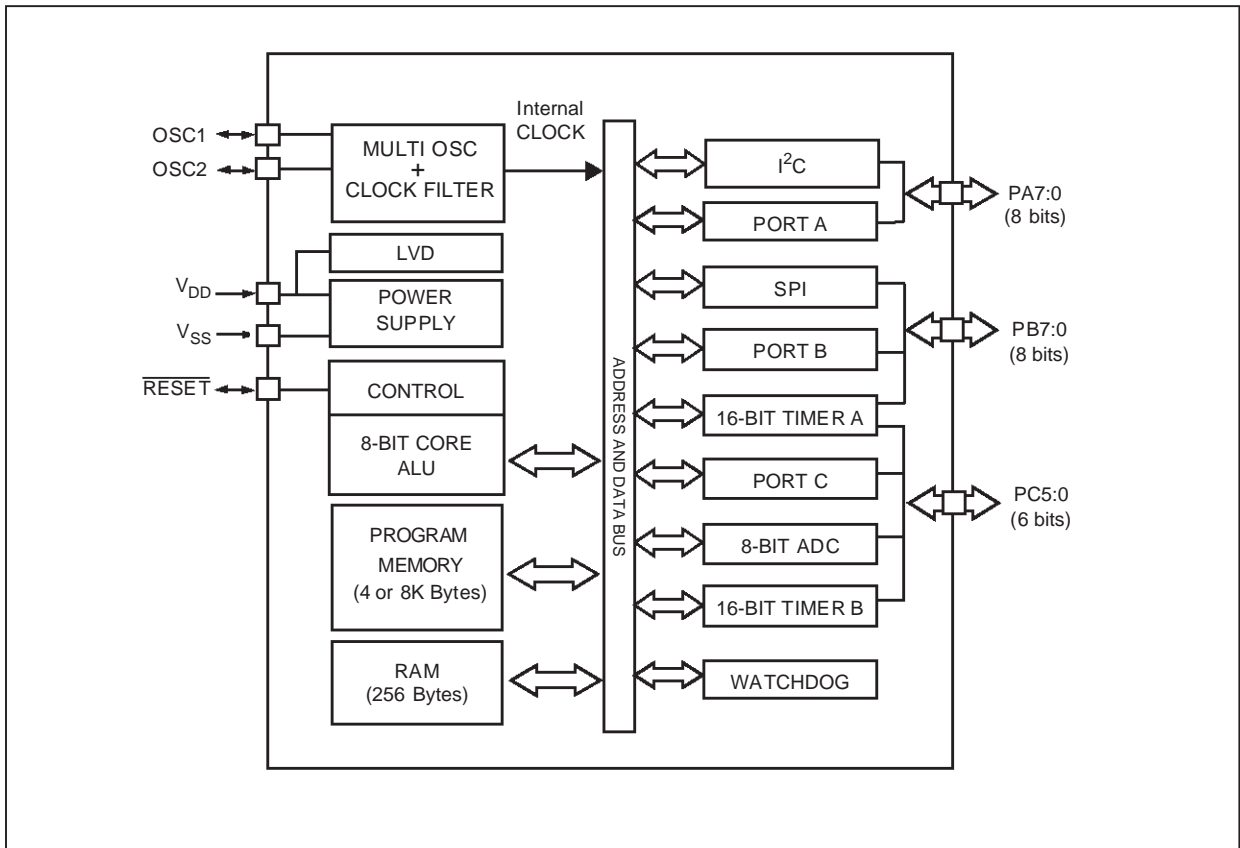 OSC1
OSC2
MULTI OSC
+
CLOCK FILTER
Internal
CLOCK
LVD
VDD
POWER
SUPPLY
VSS
RESET
CONTROL
8-BIT CORE
ALU
PROGRAM
MEMORY
(4 or 8K Bytes)
RAM
(256 Bytes)
ADDRESS AND DATA BUS
I²C
PORT A
SPI
PORT B
16-BIT TIMER A
PORT C
8-BIT ADC
16-BIT TIMER B
WATCHDOG
PA7:0
(8 bits)
PB7:0
(8 bits)
PC5:0
(6 bits)